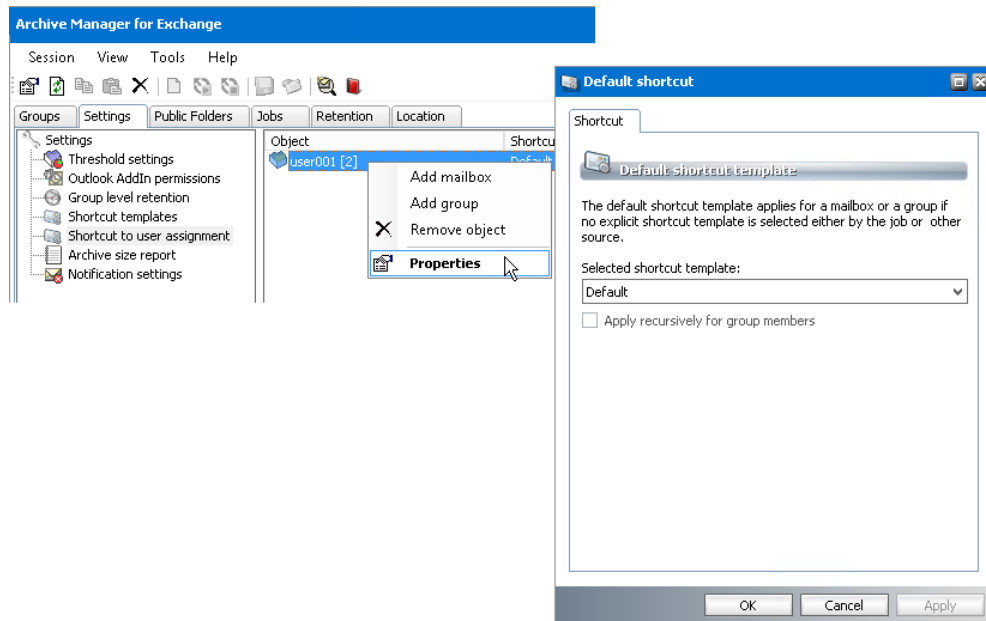 Archive Manager for Exchange
Session View Tools Help
Groups Settings Public Folders Jobs Retention Location
Settings
Threshold settings
Outlook AddIn permissions
Group level retention
Shortcut templates
Shortcut to user assignment
Archive size report
Notification settings
Object Shortcu
user001 [2] Default
Add mailbox
Add group
Remove object
Properties
Default shortcut
Shortcut
Default shortcut template
The default shortcut template applies for a mailbox or a group if
no explicit shortcut template is selected either by the job or other
source.
Selected shortcut template:
Default
Apply recursively for group members
OK Cancel Apply